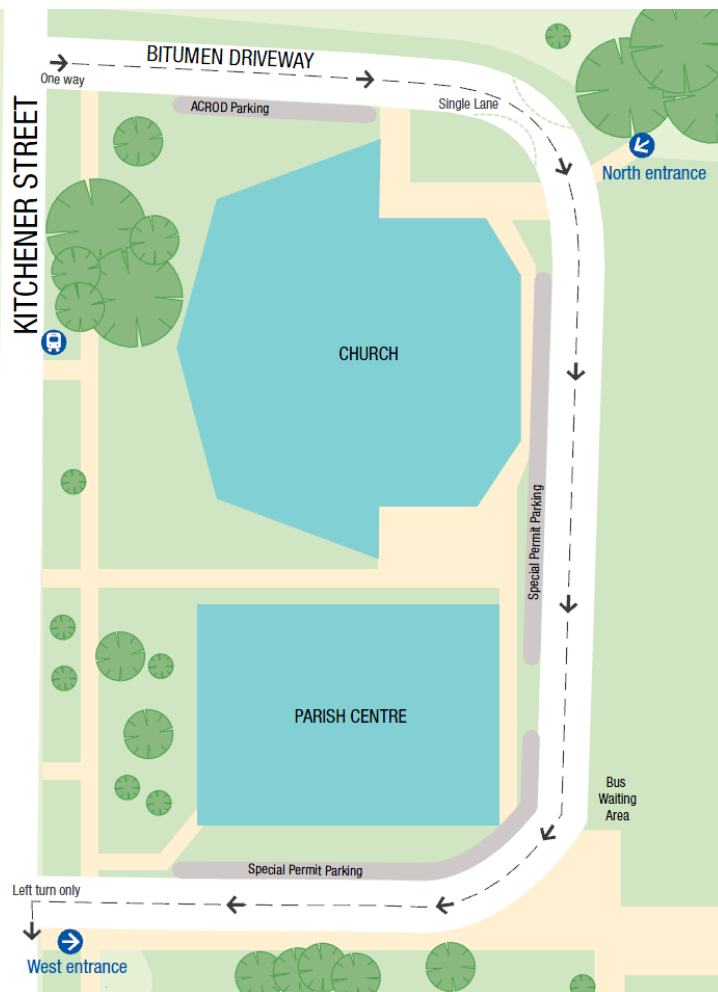 BITUMEN DRIVEWAY
One way
ACROD Parking
Single Lane
KITCHENER STREET
North entrance
CHURCH
Special Permit Parking
PARISH CENTRE
Bus
Waiting
Area
Special Permit Parking
Left turn only
West entrance